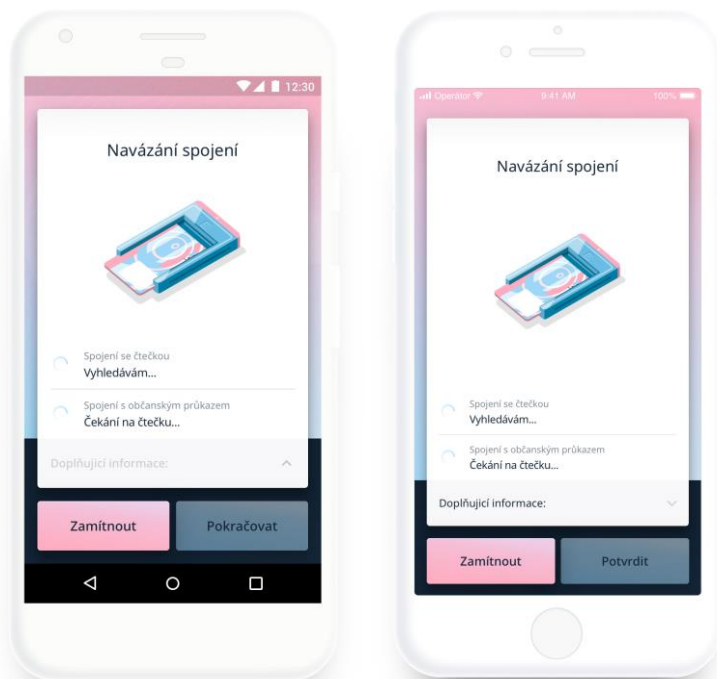 12:30
Navázání spojení
Spojení se čtečkou
Vyhledávám...
Spojení s občanským průkazem
Čekání na čtečku...
Doplňující informace:
Zamítnout
Pokračovat
Operátor
9:41 AM
100%
Navázání spojení
Spojení se čtečkou
Vyhledávám...
Spojení s občanským průkazem
Čekání na čtečku...
Doplňující informace:
Zamítnout
Potvrdit